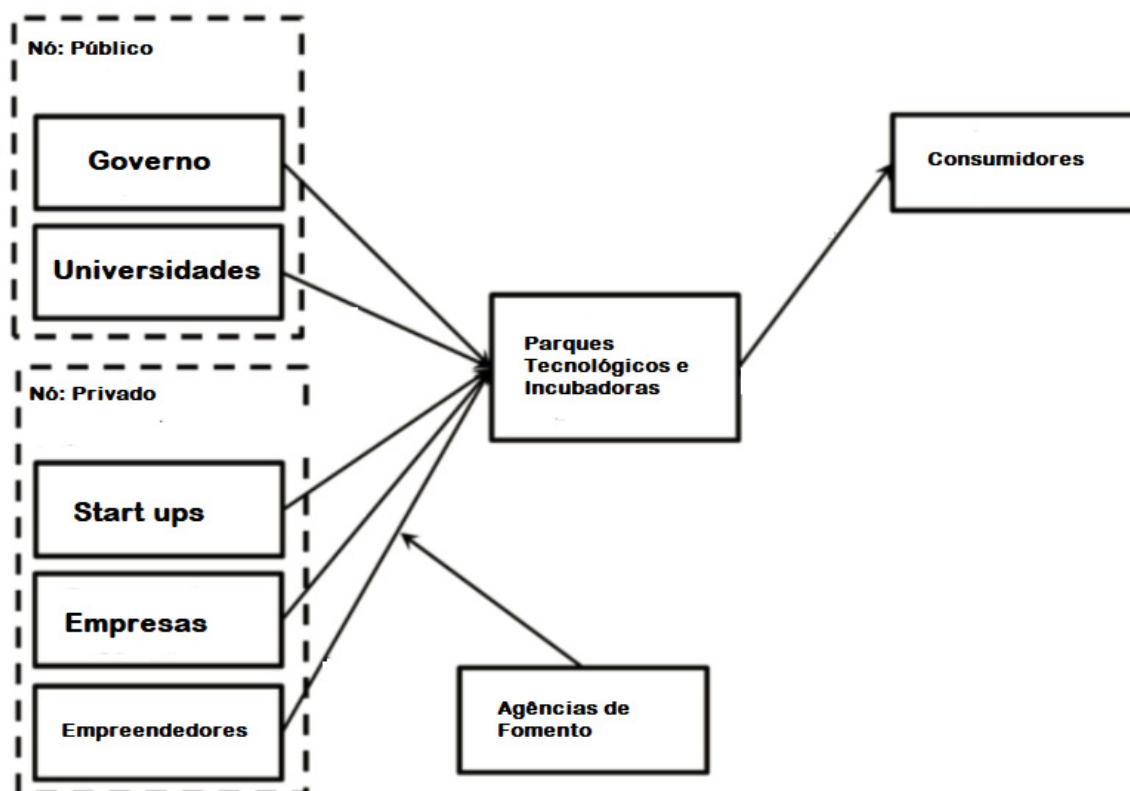 Nó: Público
Governo
Universidades
Nó: Privado
Start ups
Empresas
Empreendedores
Parques
Tecnológicos e
Incubadoras
Agências de
Fomento
Consumidores